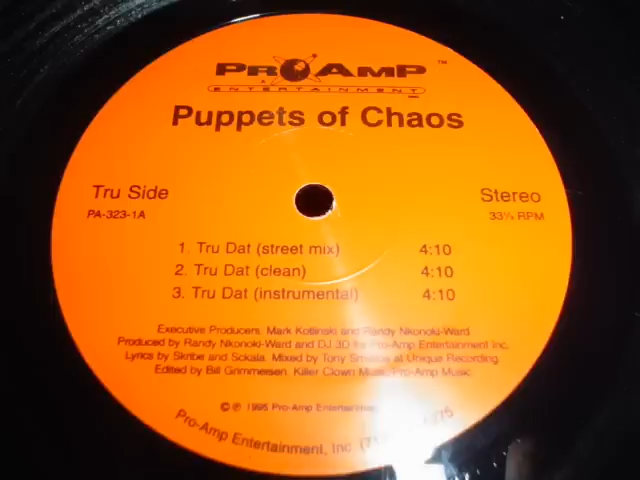 PRO AMP ™
ENTERTAINMENT INC.
Puppets of Chaos
Tru Side
Stereo
PA-323-1A
33⅓ RPM
1. Tru Dat (street mix) 4:10
2. Tru Dat (clean) 4:10
3. Tru Dat (instrumental) 4:10
Executive Producers: Mark Kotlinski and Randy Nkonoki-Ward
Produced by Randy Nkonoki-Ward and DJ 3D for Pro-Amp Entertainment Inc.
Lyrics by Skribe and Sckala. Mixed by Tony at Unique Recording
Edited by Bill Grimmeisen. Killer Clown Music/Pro-Amp Music
© ℗ 1995 Pro-Amp Entertainment
Pro-Amp Entertainment, Inc.